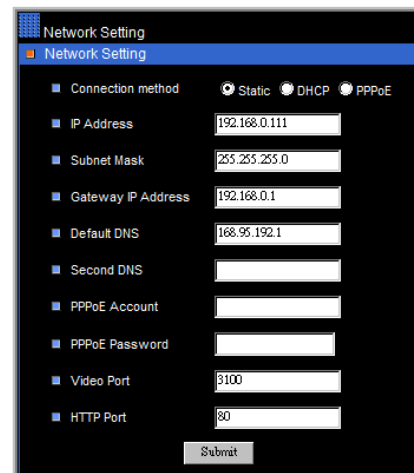 Network Setting
Network Setting
Connection method Static DHCP PPPoE
IP Address 192.168.0.111
Subnet Mask 255.255.255.0
Gateway IP Address 192.168.0.1
Default DNS 168.95.192.1
Second DNS
PPPoE Account
PPPoE Password
Video Port 3100
HTTP Port 80
Submit